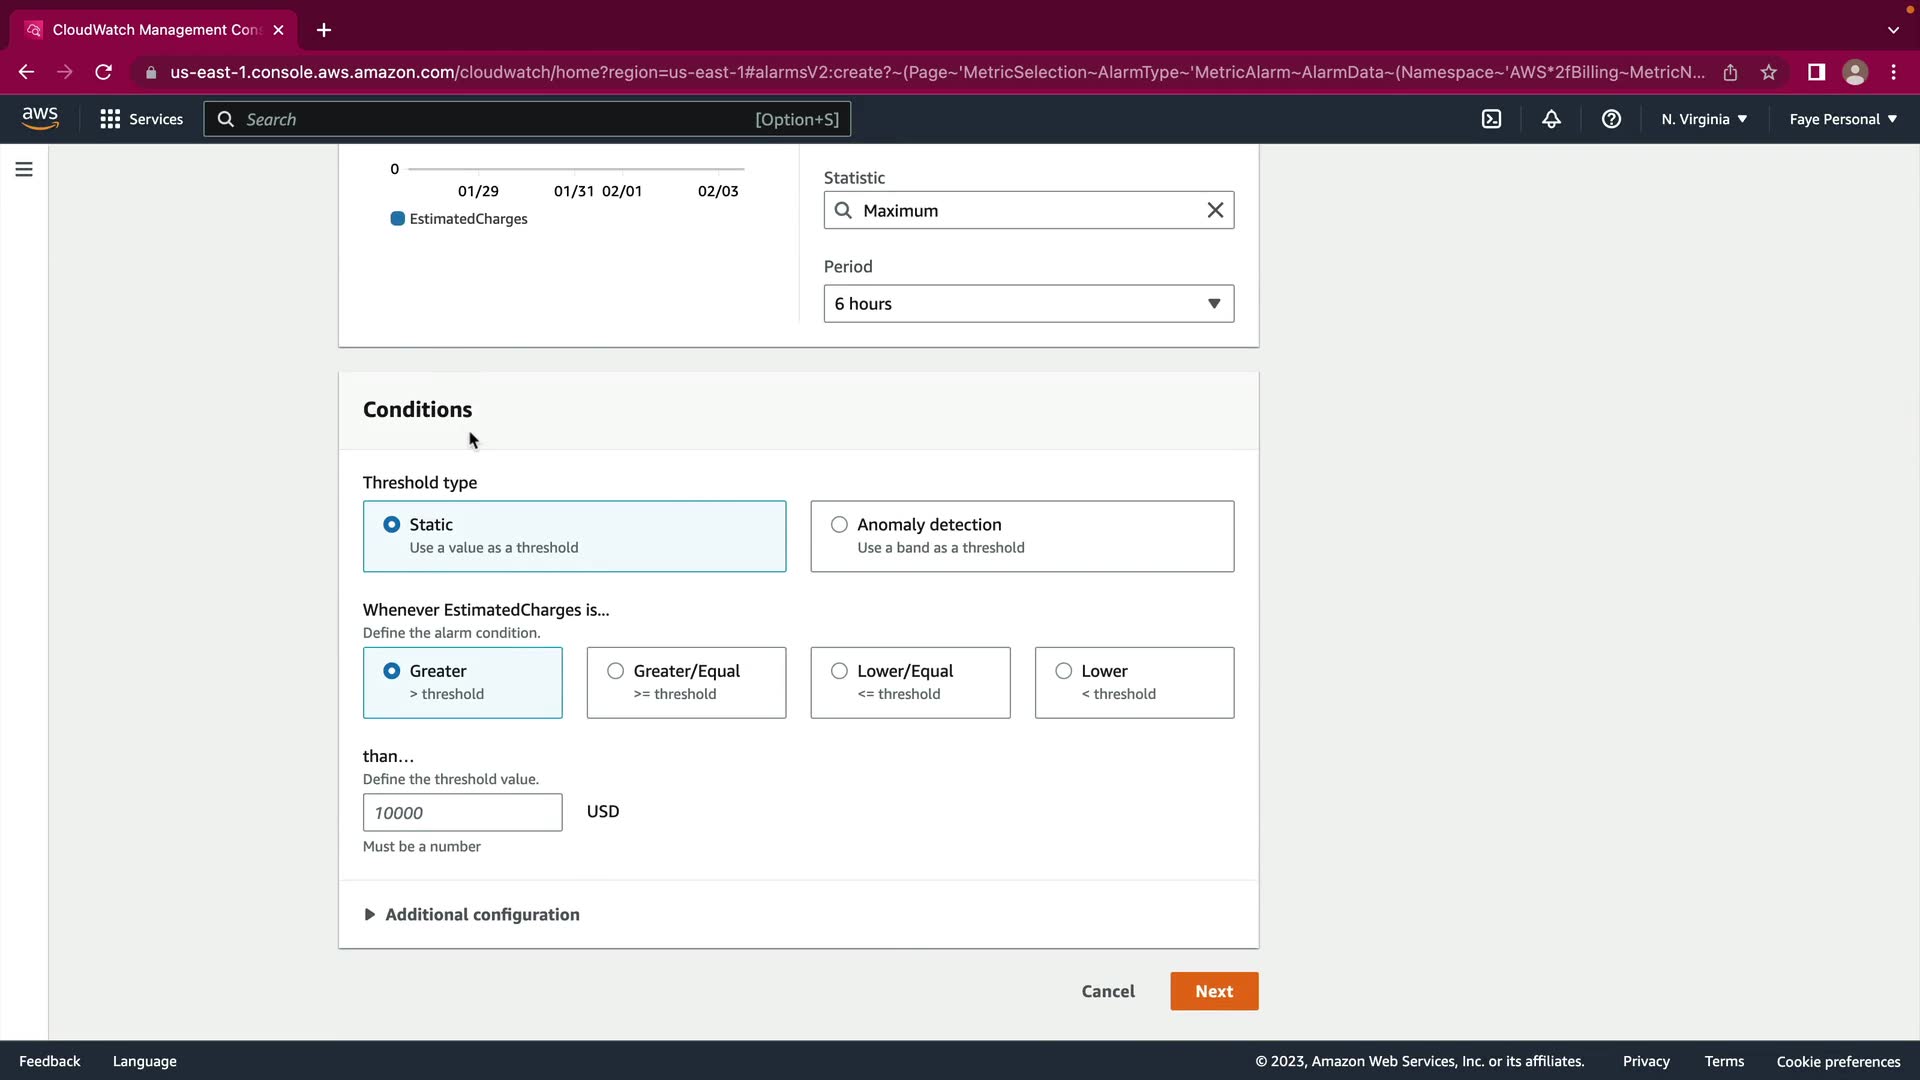 CloudWatch Management Con
us-east-1.console.aws.amazon.com/cloudwatch/home?region=us-east-1#alarmsV2:create?~(Page~'MetricSelection~AlarmType~'MetricAlarm~AlarmData~(Namespace~'AWS*2fBilling~MetricN...
aws Services Search [Option+S] N. Virginia Faye Personal
0
01/29 01/31 02/01 02/03
EstimatedCharges
Statistic
Maximum
Period
6 hours
Conditions
Threshold type
Static
Use a value as a threshold
Anomaly detection
Use a band as a threshold
Whenever EstimatedCharges is...
Define the alarm condition.
Greater
> threshold
Greater/Equal
>= threshold
Lower/Equal
<= threshold
Lower
< threshold
than...
Define the threshold value.
10000 USD
Must be a number
Additional configuration
Cancel Next
Feedback Language © 2023, Amazon Web Services, Inc. or its affiliates. Privacy Terms Cookie preferences